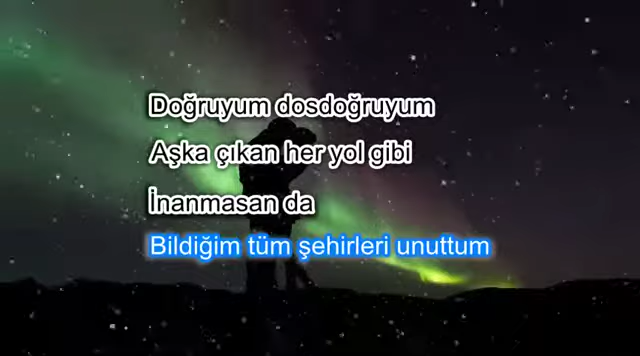 Doğruyum dosdoğruyum
Aşka çıkan her yol gibi
İnanmasan da
Bildiğim tüm şehirleri unuttum